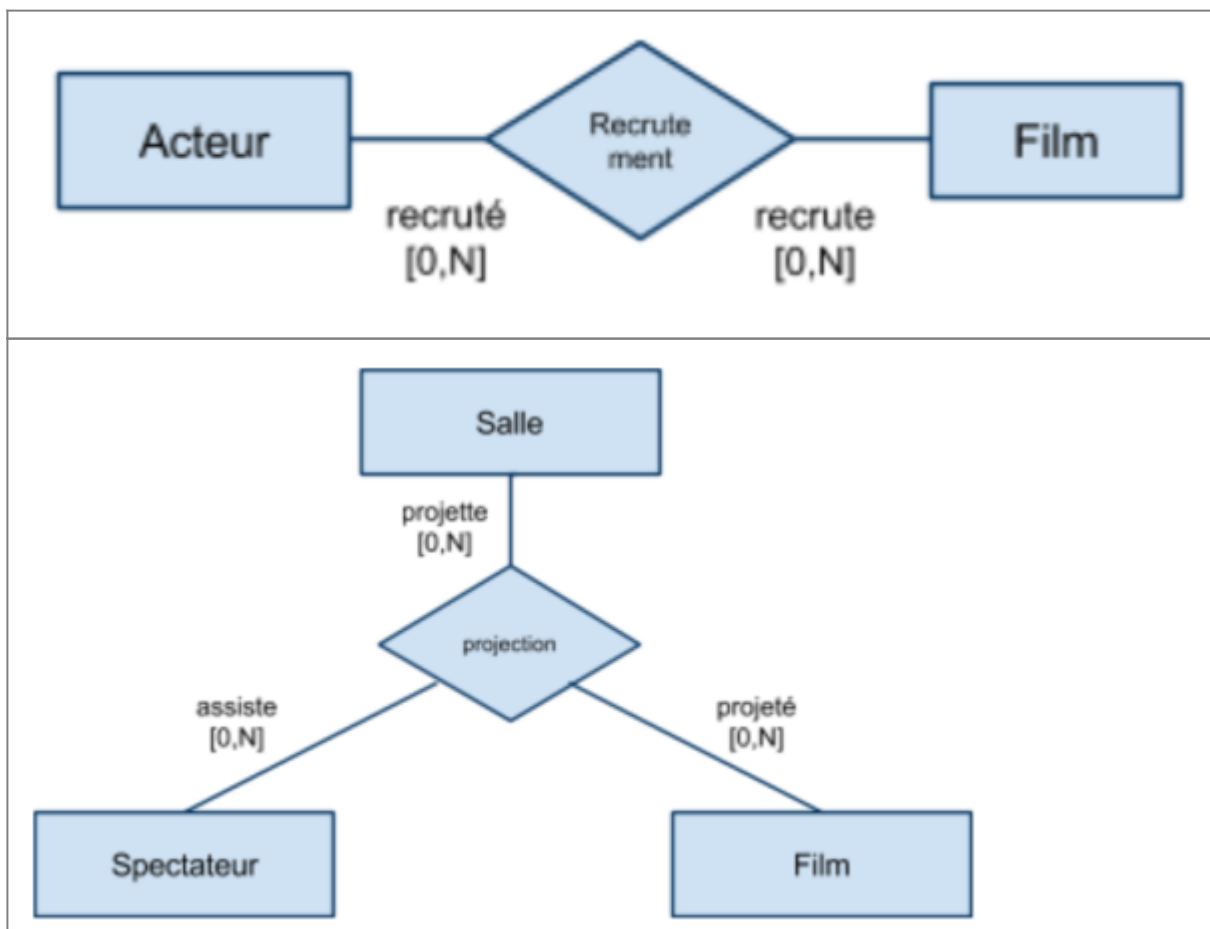 Acteur
Recrute
ment
Film
recruté
[0,N]
recrute
[0,N]
Salle
projette
[0,N]
projection
assiste
[0,N]
projeté
[0,N]
Spectateur
Film